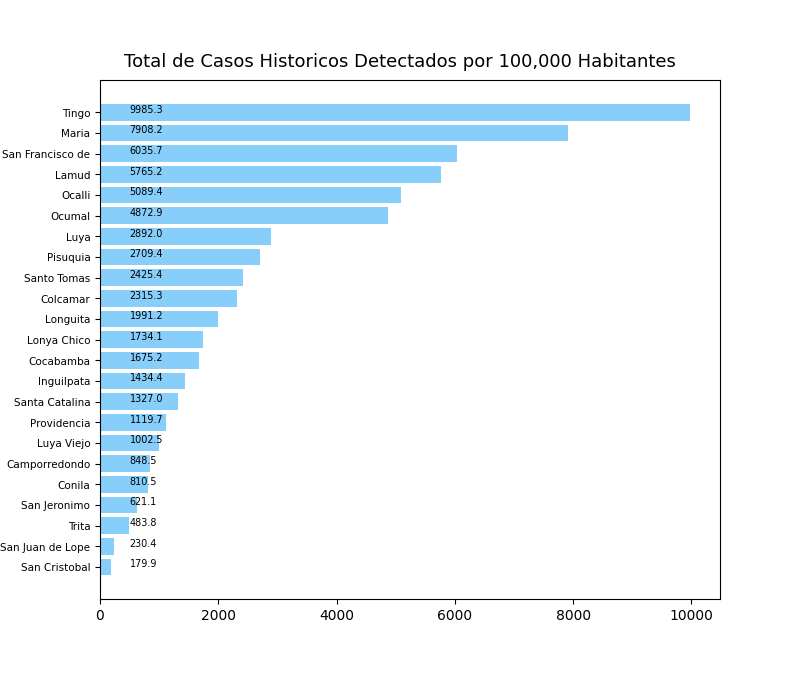 Total de Casos Historicos Detectados por 100,000 Habitantes
Tingo 9985.3
Maria 7908.2
San Francisco de 6035.7
Lamud 5765.2
Ocalli 5089.4
Ocumal 4872.9
Luya 2892.0
Pisuquia 2709.4
Santo Tomas 2425.4
Colcamar 2315.3
Longuita 1991.2
Lonya Chico 1734.1
Cocabamba 1675.2
Inguilpata 1434.4
Santa Catalina 1327.0
Providencia 1119.7
Luya Viejo 1002.5
Camporredondo 848.5
Conila 810.5
San Jeronimo 621.1
Trita 483.8
San Juan de Lope 230.4
San Cristobal 179.9
0 2000 4000 6000 8000 10000